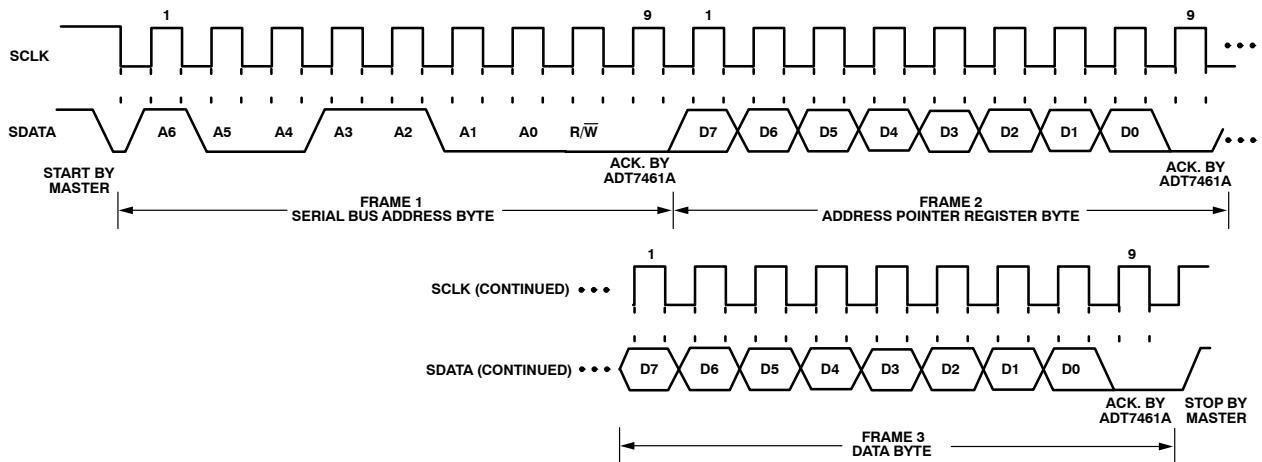 1 9 1 9
SCLK
SDATA A6 A5 A4 A3 A2 A1 A0 R/W̅ D7 D6 D5 D4 D3 D2 D1 D0
START BY
MASTER
ACK. BY
ADT7461A
ACK. BY
ADT7461A
FRAME 1
SERIAL BUS ADDRESS BYTE
FRAME 2
ADDRESS POINTER REGISTER BYTE
1 9
SCLK (CONTINUED)
SDATA (CONTINUED) D7 D6 D5 D4 D3 D2 D1 D0
ACK. BY
ADT7461A
STOP BY
MASTER
FRAME 3
DATA BYTE